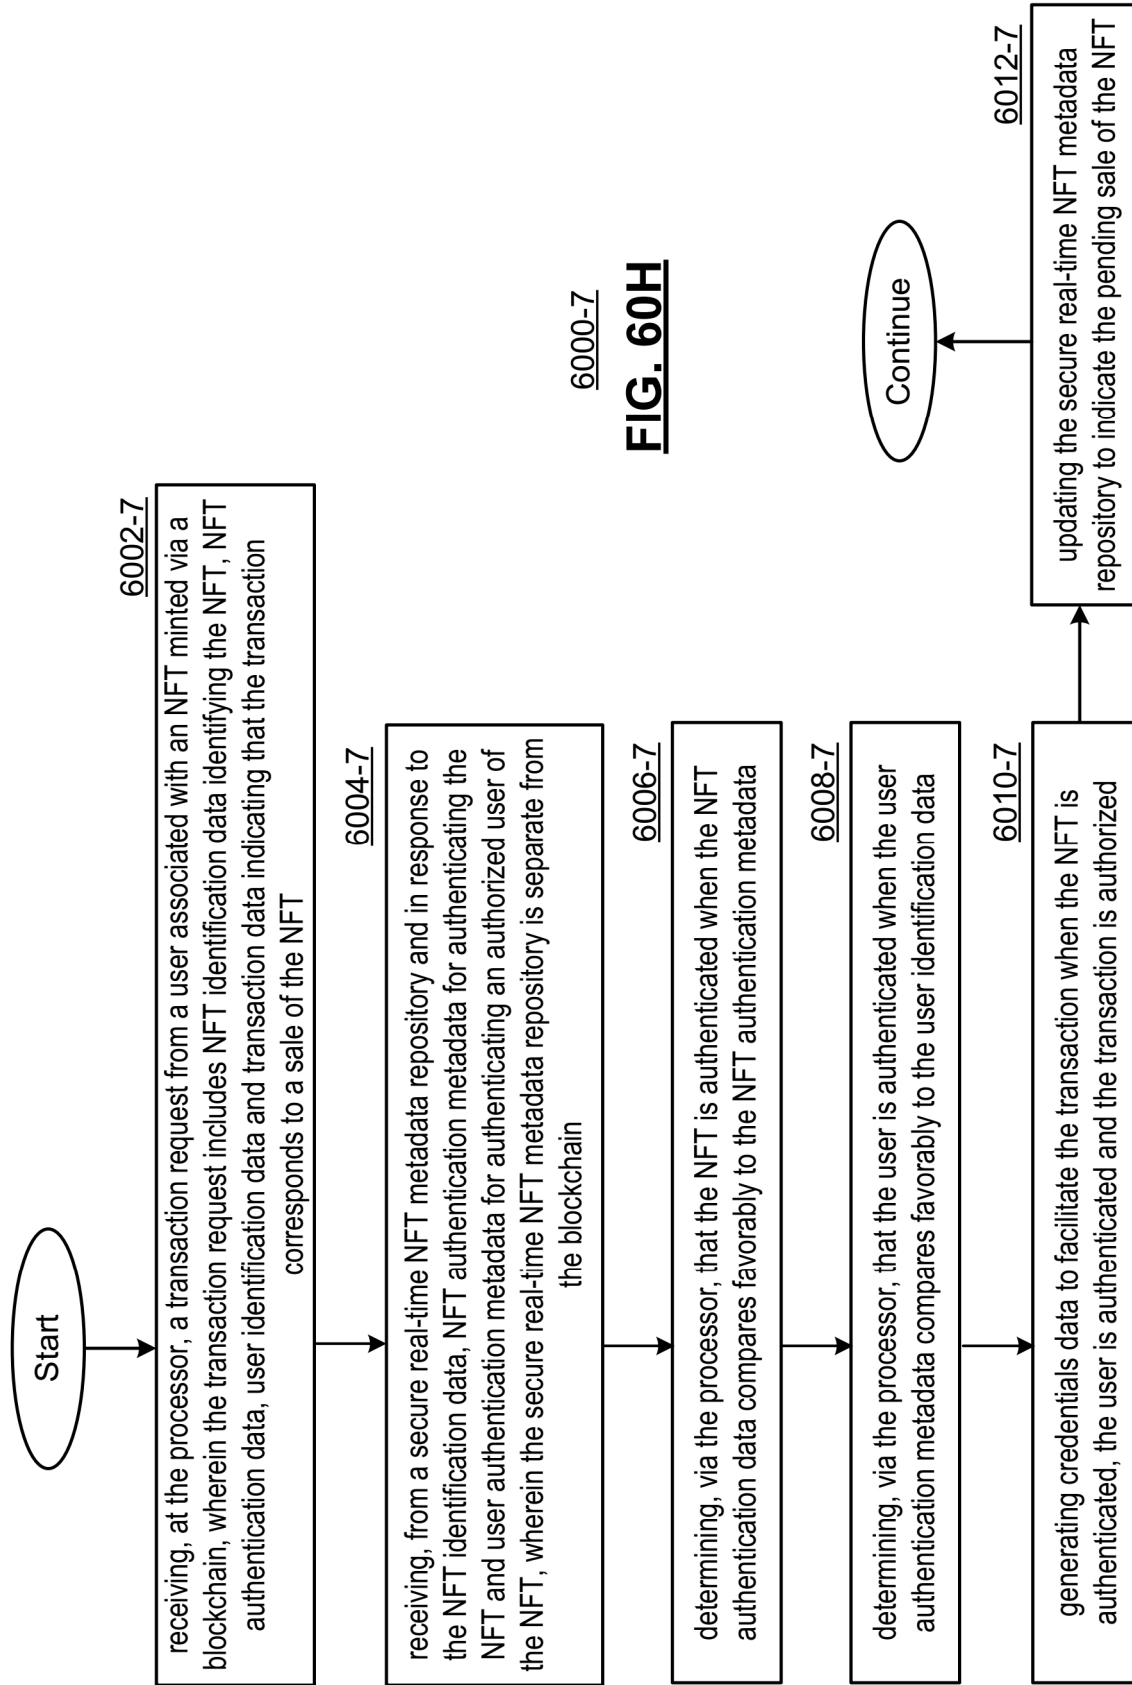 Start
6002-7
receiving, at the processor, a transaction request from a user associated with an NFT minted via a
blockchain, wherein the transaction request includes NFT identification data identifying the NFT, NFT
authentication data, user identification data and transaction data indicating that the transaction
corresponds to a sale of the NFT
6004-7
receiving, from a secure real-time NFT metadata repository and in response to
the NFT identification data, NFT authentication metadata for authenticating the
NFT and user authentication metadata for authenticating an authorized user of
the NFT, wherein the secure real-time NFT metadata repository is separate from
the blockchain
6006-7
determining, via the processor, that the NFT is authenticated when the NFT
authentication data compares favorably to the NFT authentication metadata
6008-7
determining, via the processor, that the user is authenticated when the user
authentication metadata compares favorably to the user identification data
6010-7
generating credentials data to facilitate the transaction when the NFT is
authenticated, the user is authenticated and the transaction is authorized
6012-7
updating the secure real-time NFT metadata
repository to indicate the pending sale of the NFT
Continue
6000-7
FIG. 60H